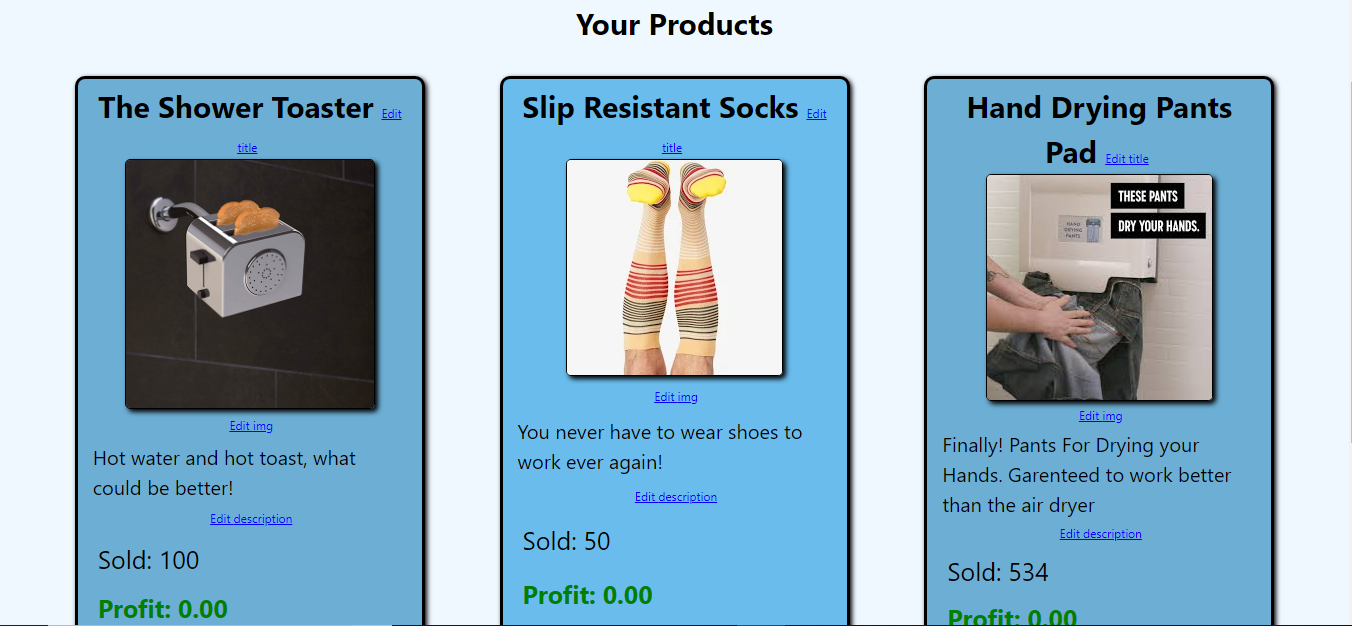 Your Products
The Shower Toaster Edit
title
Edit img
Hot water and hot toast, what
could be better!
Edit description
Sold: 100
Profit: 0.00
Slip Resistant Socks Edit
title
Edit img
You never have to wear shoes to
work ever again!
Edit description
Sold: 50
Profit: 0.00
Hand Drying Pants
Pad Edit title
THESE PANTS
DRY YOUR HANDS.
HAND
DRYING
PANTS
Edit img
Finally! Pants For Drying your
Hands. Garenteed to work better
than the air dryer
Edit description
Sold: 534
Profit: 0.00